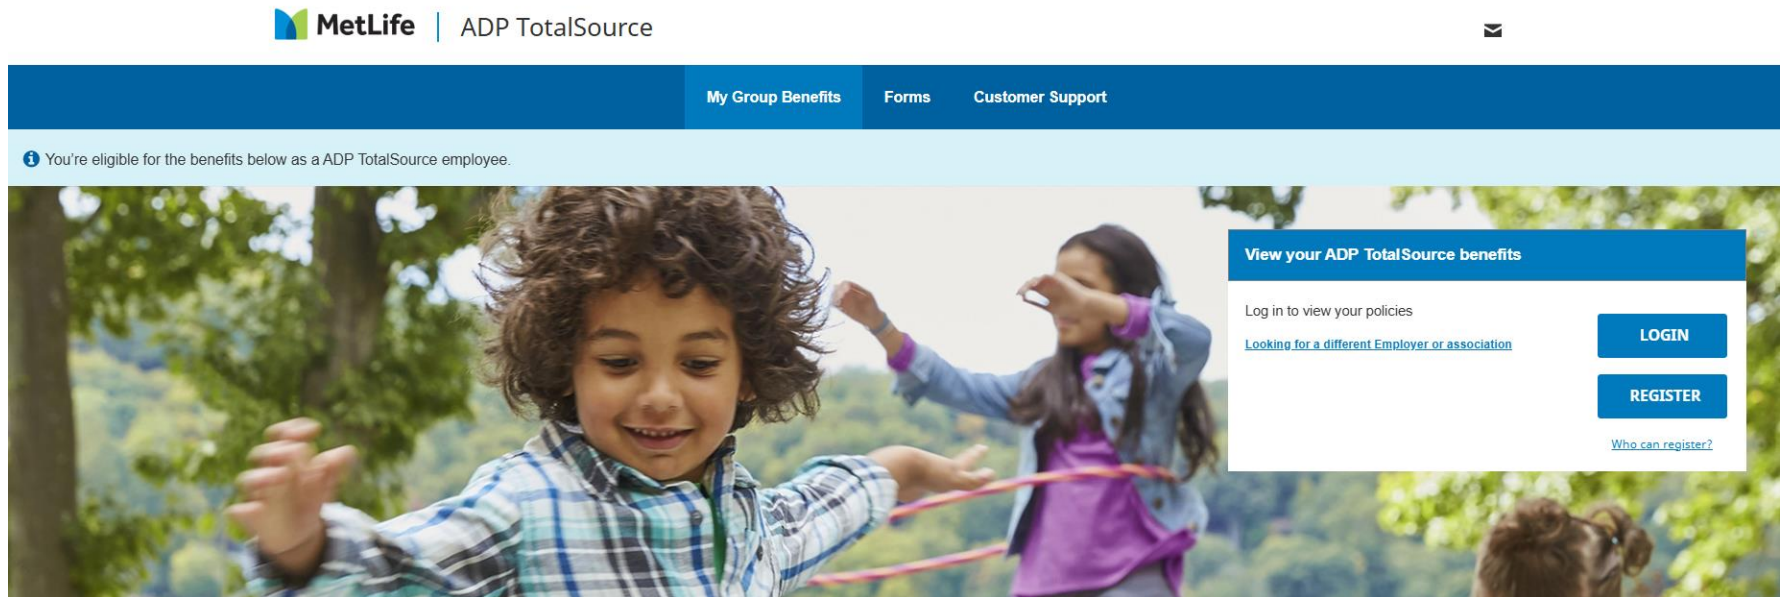 MetLife | ADP TotalSource
My Group Benefits Forms Customer Support
You're eligible for the benefits below as a ADP TotalSource employee.
View your ADP TotalSource benefits
Log in to view your policies
Looking for a different Employer or association
LOGIN
REGISTER
Who can register?